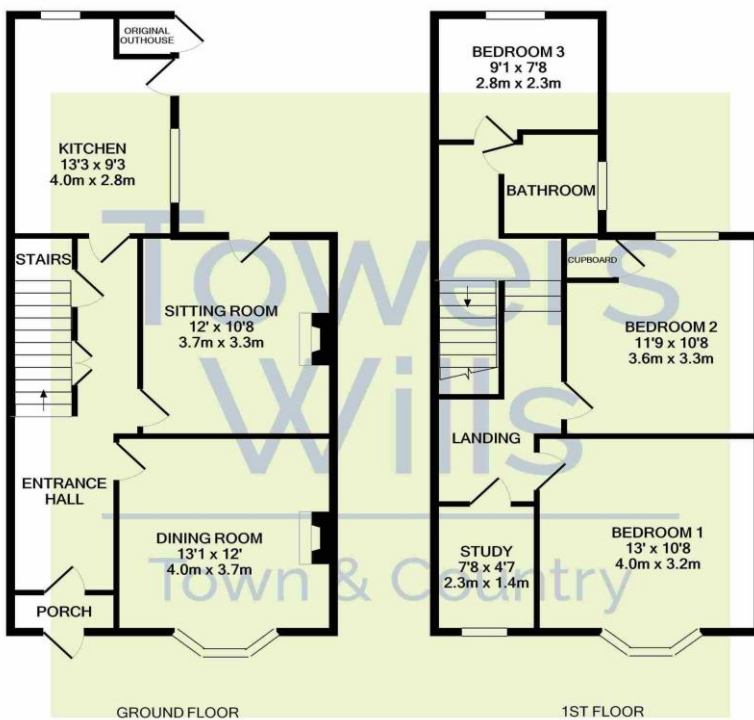 ORIGINAL
OUTHOUSE
KITCHEN
13'3 x 9'3
4.0m x 2.8m
STAIRS
SITTING ROOM
12' x 10'8
3.7m x 3.3m
ENTRANCE
HALL
DINING ROOM
13'1 x 12'
4.0m x 3.7m
PORCH
GROUND FLOOR
BEDROOM 3
9'1 x 7'8
2.8m x 2.3m
BATHROOM
CUPBOARD
BEDROOM 2
11'9 x 10'8
3.6m x 3.3m
LANDING
STUDY
7'8 x 4'7
2.3m x 1.4m
BEDROOM 1
13' x 10'8
4.0m x 3.2m
1ST FLOOR
Towers
Wills
Town & Country